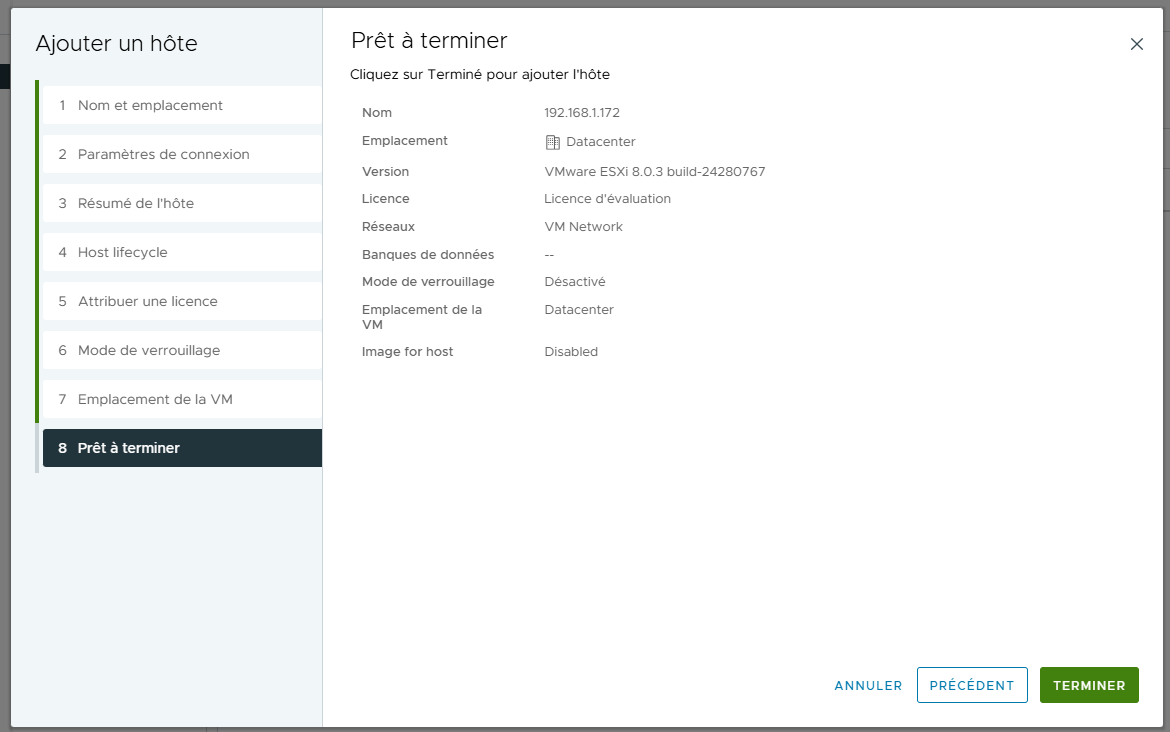 Ajouter un hôte
1 Nom et emplacement
2 Paramètres de connexion
3 Résumé de l'hôte
4 Host lifecycle
5 Attribuer une licence
6 Mode de verrouillage
7 Emplacement de la VM
8 Prêt à terminer
Prêt à terminer
Cliquez sur Terminé pour ajouter l'hôte
Nom 192.168.1.172
Emplacement Datacenter
Version VMware ESXi 8.0.3 build-24280767
Licence Licence d'évaluation
Réseaux VM Network
Banques de données --
Mode de verrouillage Désactivé
Emplacement de la Datacenter
VM
Image for host Disabled
ANNULER PRÉCÉDENT TERMINER